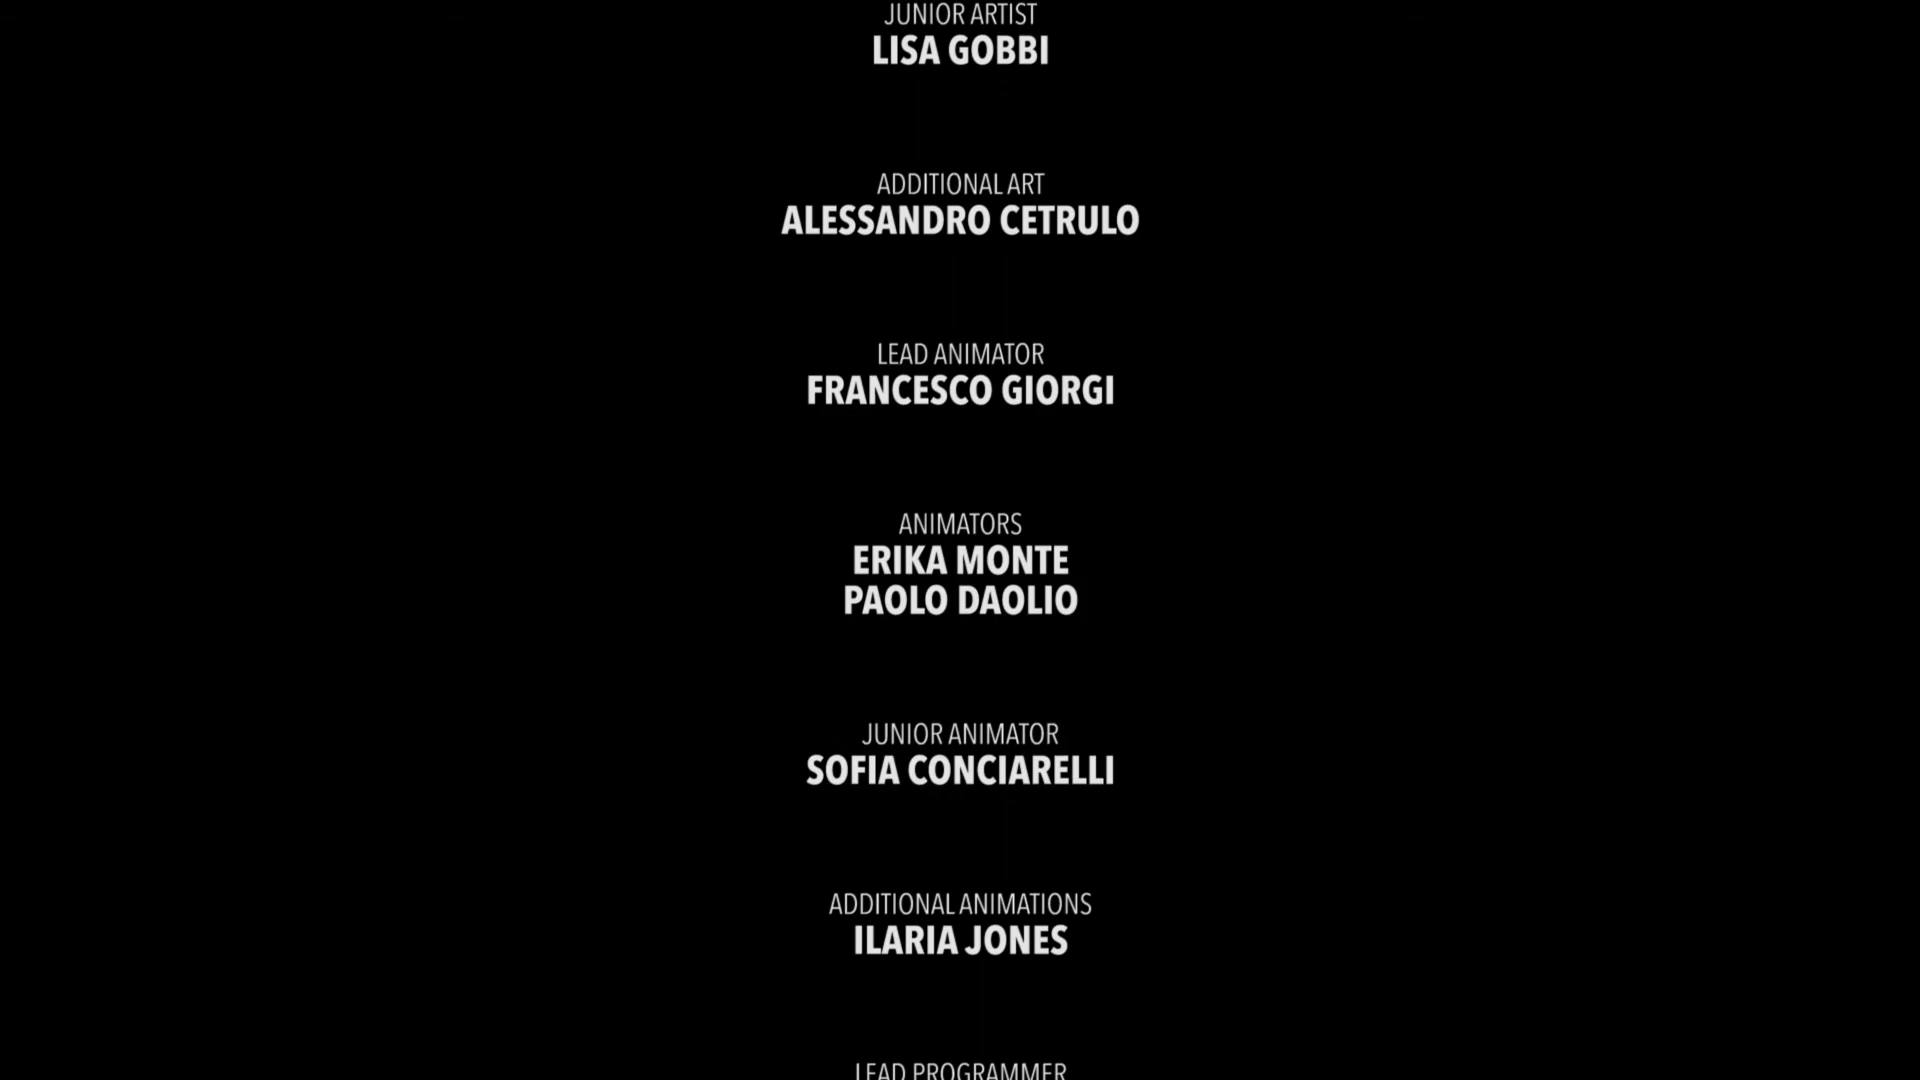 JUNIOR ARTIST
LISA GOBBI
ADDITIONAL ART
ALESSANDRO CETRULO
LEAD ANIMATOR
FRANCESCO GIORGI
ANIMATORS
ERIKA MONTE
PAOLO DAOLIO
JUNIOR ANIMATOR
SOFIA CONCIARELLI
ADDITIONAL ANIMATIONS
ILARIA JONES
LEAD PROGRAMMER